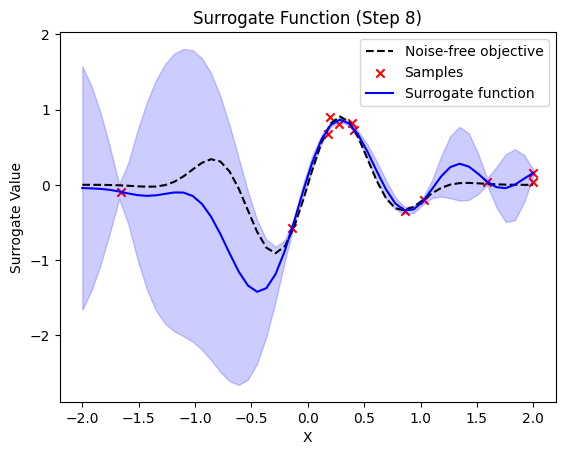 Surrogate Function (Step 8)
Noise-free objective
Samples
Surrogate function
Surrogate Value
2
1
0
−1
−2
−2.0 −1.5 −1.0 −0.5 0.0 0.5 1.0 1.5 2.0
X